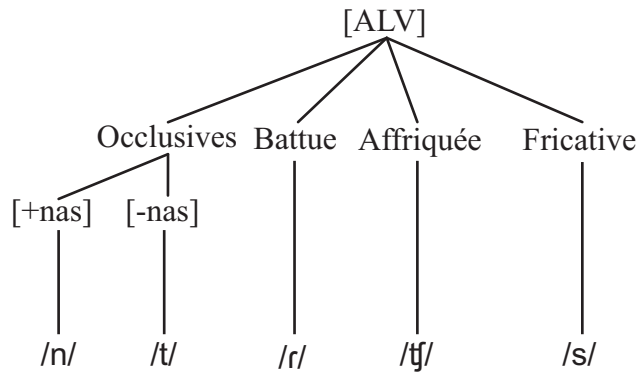 [ALV]
Occlusives Battue Affriquée Fricative
[+nas] [-nas]
/n/ /t/ /ɾ/ /ʧ/ /s/